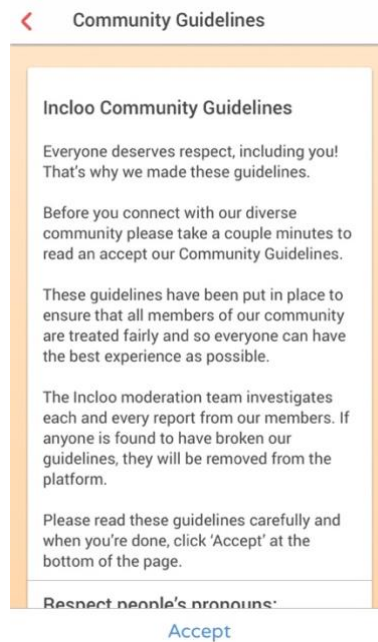 Community Guidelines
Incloo Community Guidelines
Everyone deserves respect, including you!
That's why we made these guidelines.
Before you connect with our diverse
community please take a couple minutes to
read an accept our Community Guidelines.
These guidelines have been put in place to
ensure that all members of our community
are treated fairly and so everyone can have
the best experience as possible.
The Incloo moderation team investigates
each and every report from our members. If
anyone is found to have broken our
guidelines, they will be removed from the
platform.
Please read these guidelines carefully and
when you're done, click 'Accept' at the
bottom of the page.
Respect people's pronouns:
Accept